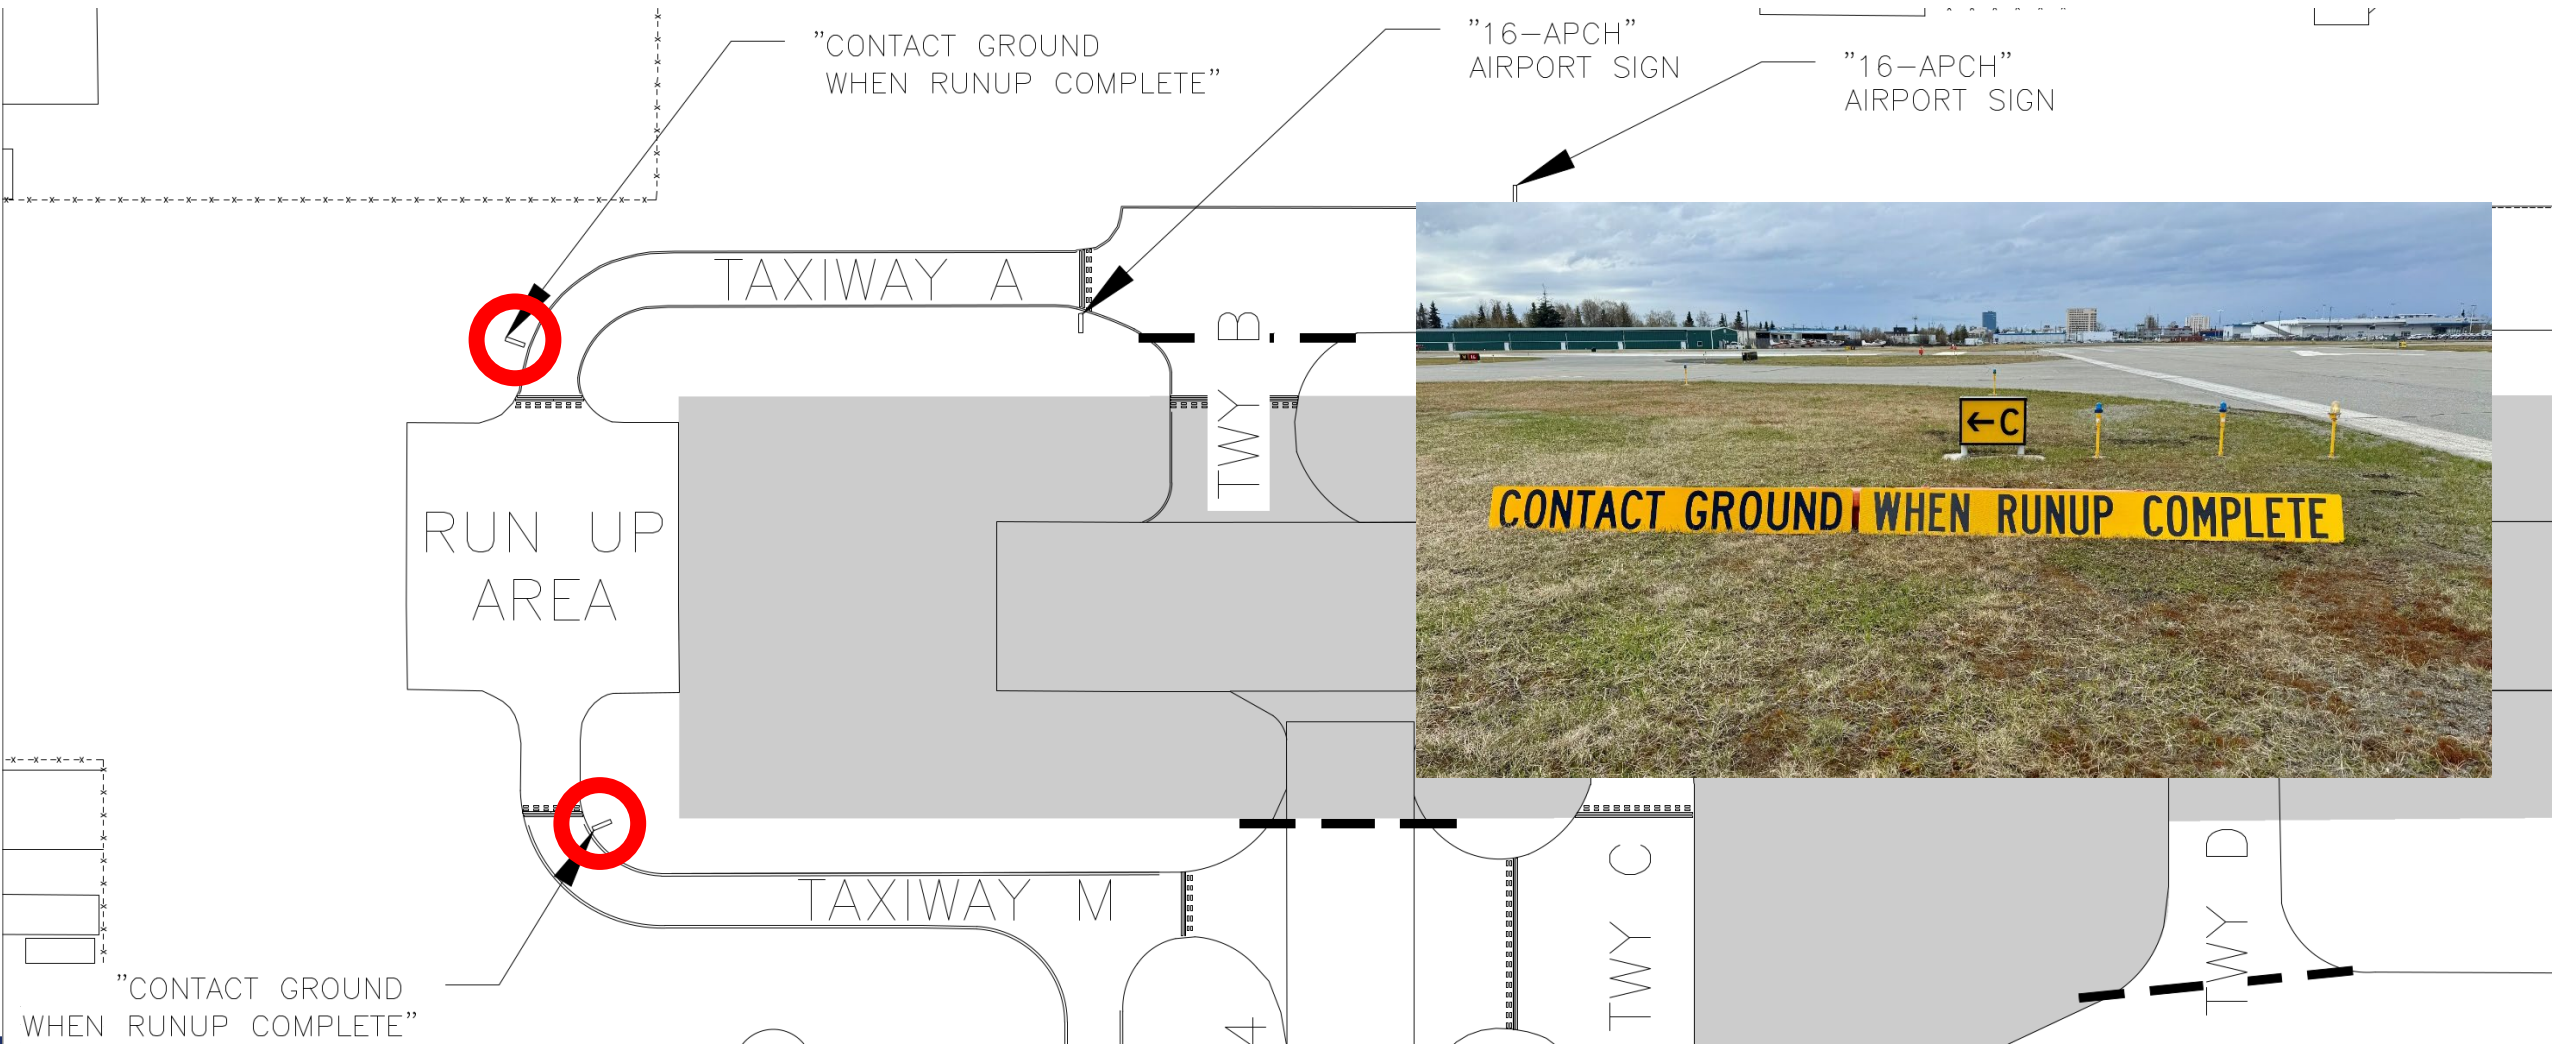 "CONTACT GROUND
WHEN RUNUP COMPLETE"
"16-APCH"
AIRPORT SIGN
"16-APCH"
AIRPORT SIGN
TAXIWAY A
TWY B
RUN UP
AREA
←C
CONTACT GROUND WHEN RUNUP COMPLETE
TAXIWAY M
TWY C
TWY D
4
"CONTACT GROUND
WHEN RUNUP COMPLETE"